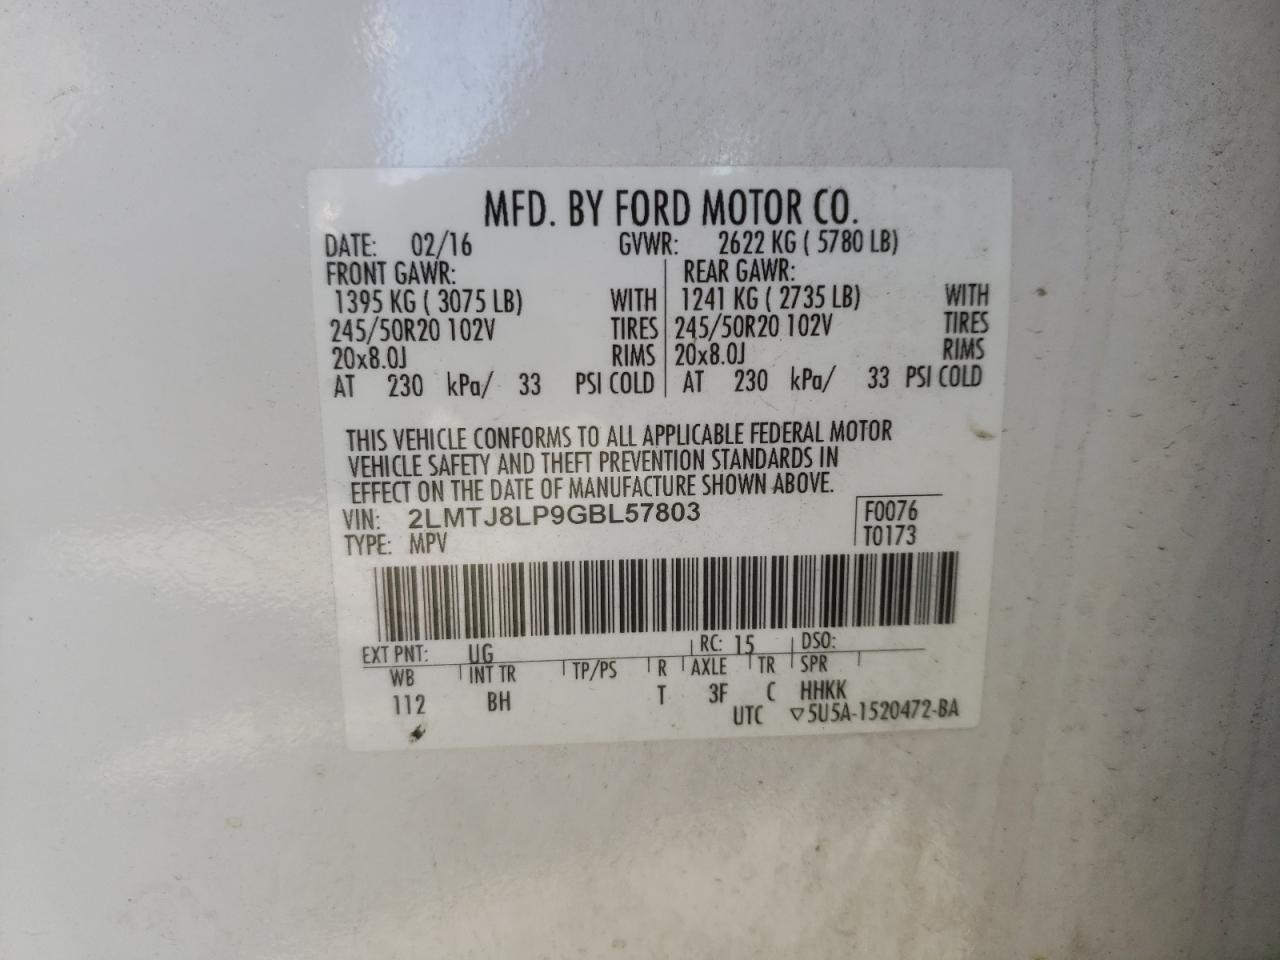 MFD. BY FORD MOTOR CO.
DATE: 02/16 GVWR: 2622 KG ( 5780 LB)
FRONT GAWR: REAR GAWR:
1395 KG ( 3075 LB) WITH 1241 KG ( 2735 LB) WITH
245/50R20 102V TIRES 245/50R20 102V TIRES
20x8.0J RIMS 20x8.0J RIMS
AT 230 kPa/ 33 PSI COLD AT 230 kPa/ 33 PSI COLD
THIS VEHICLE CONFORMS TO ALL APPLICABLE FEDERAL MOTOR
VEHICLE SAFETY AND THEFT PREVENTION STANDARDS IN
EFFECT ON THE DATE OF MANUFACTURE SHOWN ABOVE.
VIN: 2LMTJ8LP9GBL57803 F0076
TYPE: MPV T0173
EXT PNT: UG RC: 15 DSO:
WB INT TR TP/PS R AXLE TR SPR
112 BH T 3F C HHKK
UTC ▽5U5A-1520472-BA